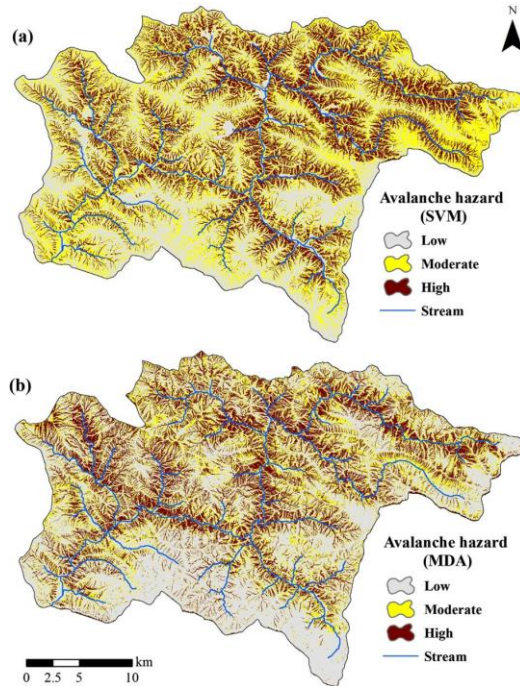 N
(a)
Avalanche hazard
(SVM)
Low
Moderate
High
Stream
(b)
Avalanche hazard
(MDA)
Low
Moderate
High
Stream
km
0 2.5 5 10